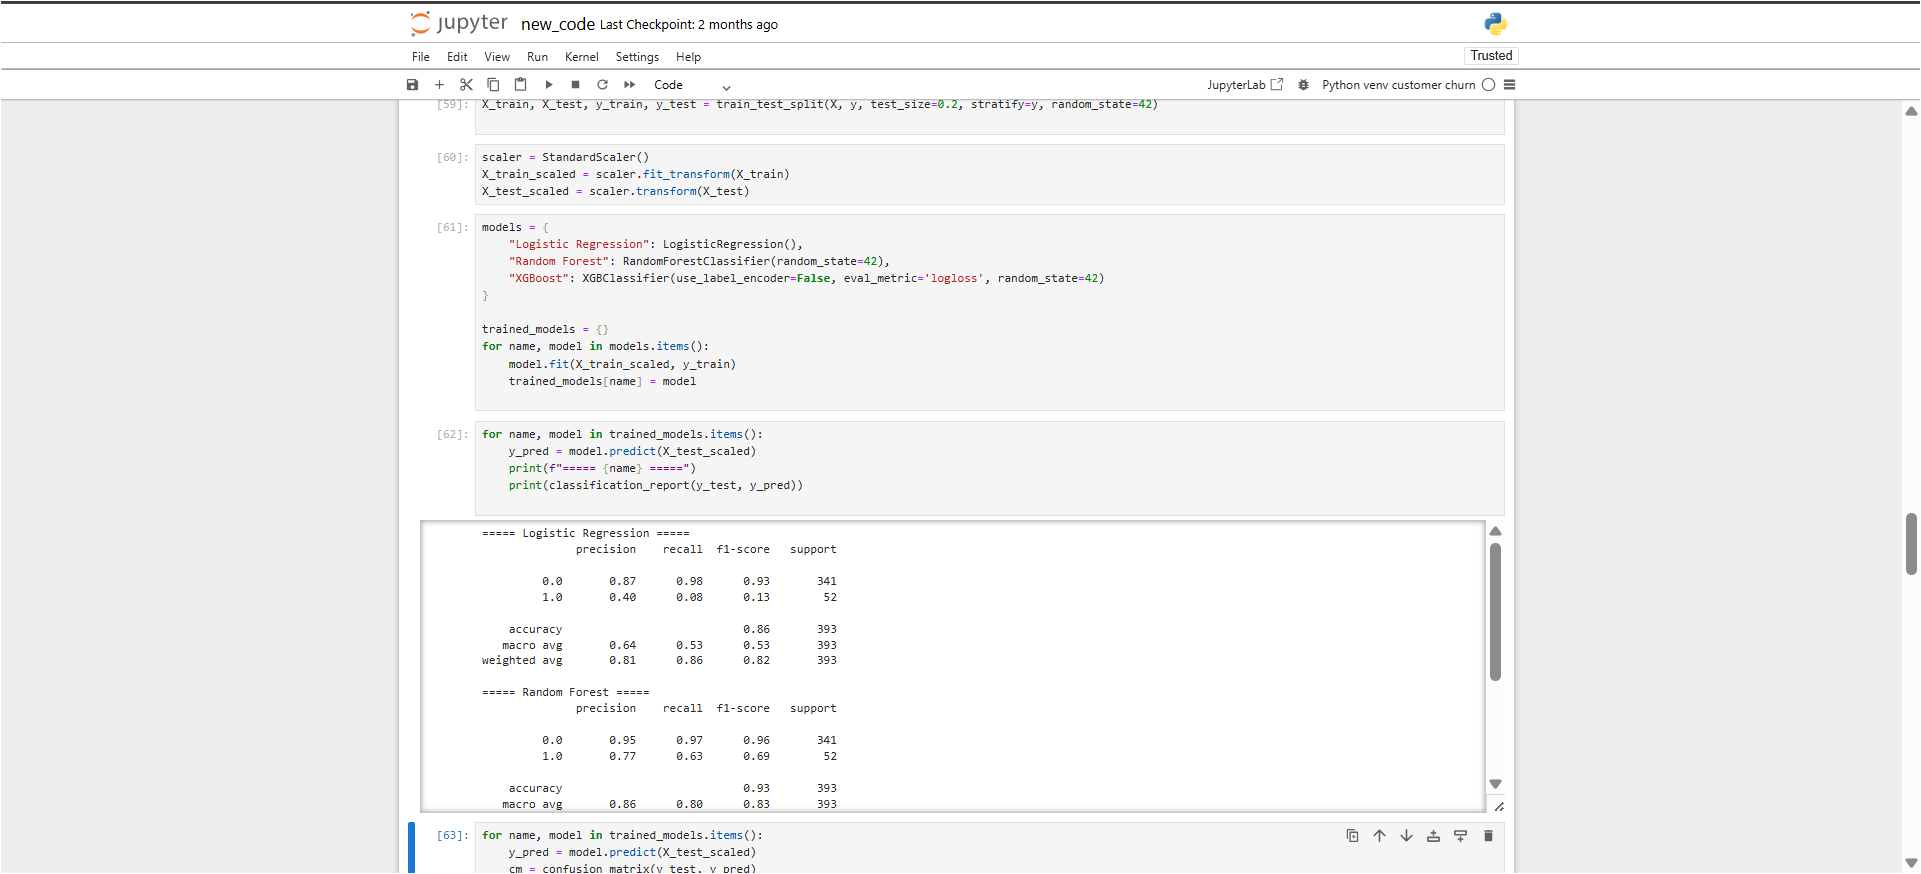 jupyter new_code Last Checkpoint: 2 months ago
File Edit View Run Kernel Settings Help Trusted
Code JupyterLab Python venv customer churn
[59]: X_train, X_test, y_train, y_test = train_test_split(X, y, test_size=0.2, stratify=y, random_state=42)
[60]: scaler = StandardScaler()
X_train_scaled = scaler.fit_transform(X_train)
X_test_scaled = scaler.transform(X_test)
[61]: models = {
    "Logistic Regression": LogisticRegression(),
    "Random Forest": RandomForestClassifier(random_state=42),
    "XGBoost": XGBClassifier(use_label_encoder=False, eval_metric='logloss', random_state=42)
}
trained_models = {}
for name, model in models.items():
    model.fit(X_train_scaled, y_train)
    trained_models[name] = model
[62]: for name, model in trained_models.items():
    y_pred = model.predict(X_test_scaled)
    print(f"===== {name} =====")
    print(classification_report(y_test, y_pred))
===== Logistic Regression =====
precision recall f1-score support
0.0 0.87 0.98 0.93 341
1.0 0.40 0.08 0.13 52
accuracy 0.86 393
macro avg 0.64 0.53 0.53 393
weighted avg 0.81 0.86 0.82 393
===== Random Forest =====
precision recall f1-score support
0.0 0.95 0.97 0.96 341
1.0 0.77 0.63 0.69 52
accuracy 0.93 393
macro avg 0.86 0.80 0.83 393
[63]: for name, model in trained_models.items():
    y_pred = model.predict(X_test_scaled)
    cm = confusion_matrix(y_test, y_pred)